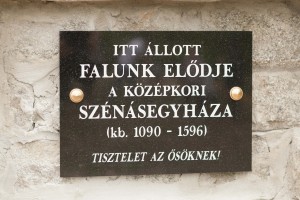 ITT ÁLLOTT
FALUNK ELŐDJE
A KÖZÉPKORI
SZÉNÁSEGYHÁZA
(kb. 1090 - 1596)
TISZTELET AZ ŐSÖKNEK!